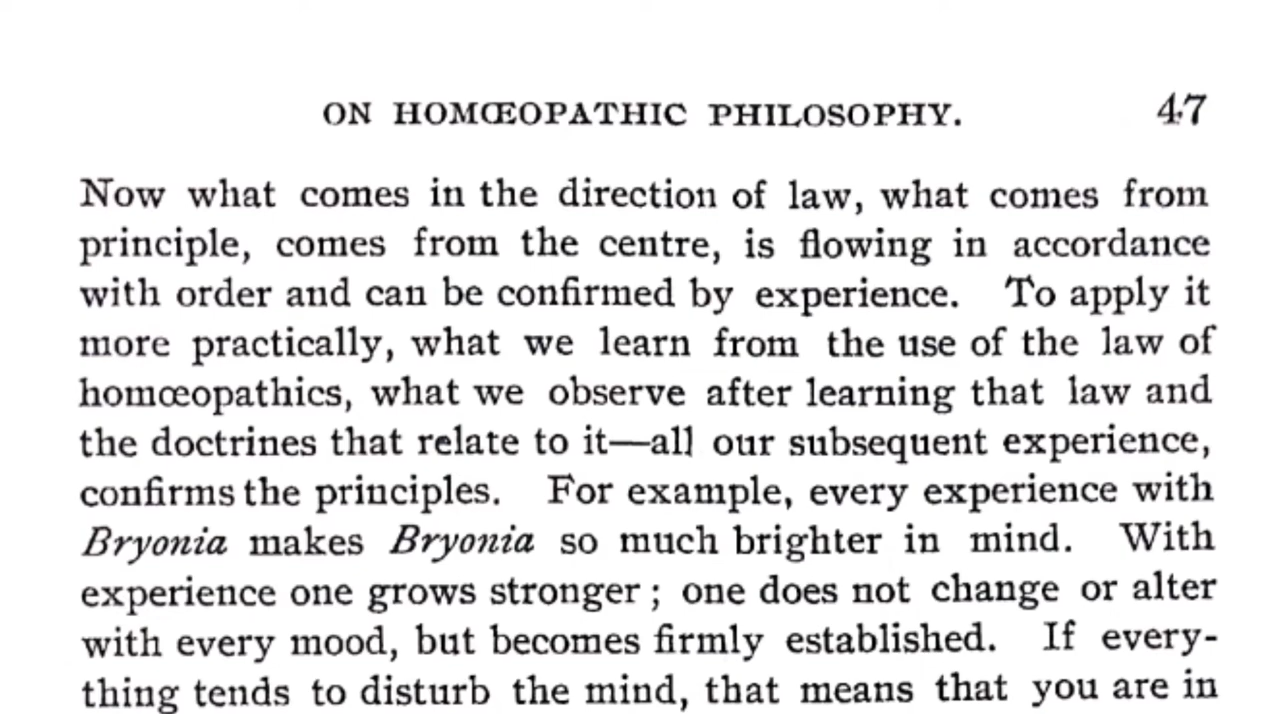 ON HOMŒOPATHIC PHILOSOPHY. 47
Now what comes in the direction of law, what comes from
principle, comes from the centre, is flowing in accordance
with order and can be confirmed by experience. To apply it
more practically, what we learn from the use of the law of
homœopathics, what we observe after learning that law and
the doctrines that relate to it—all our subsequent experience,
confirms the principles. For example, every experience with
Bryonia makes Bryonia so much brighter in mind. With
experience one grows stronger ; one does not change or alter
with every mood, but becomes firmly established. If every-
thing tends to disturb the mind, that means that you are in